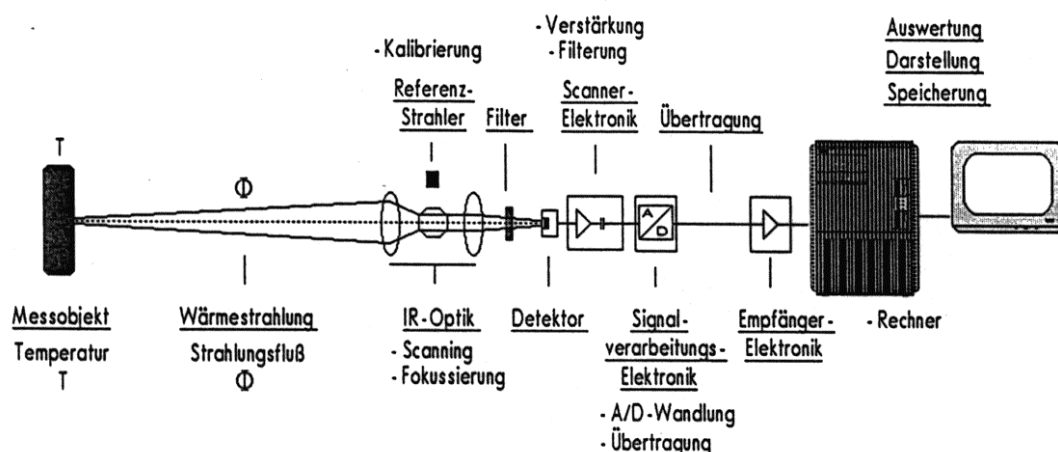 - Kalibrierung
Referenz-
Strahler
Filter
- Verstärkung
- Filterung
Scanner-
Elektronik
Übertragung
Auswertung
Darstellung
Speicherung
T
Φ
A
D
Messobjekt
Temperatur
T
Wärmestrahlung
Strahlungsfluß
Φ
IR-Optik
- Scanning
- Fokussierung
Detektor
Signal-
verarbeitungs-
Elektronik
- A/D-Wandlung
- Übertragung
Empfänger-
Elektronik
- Rechner